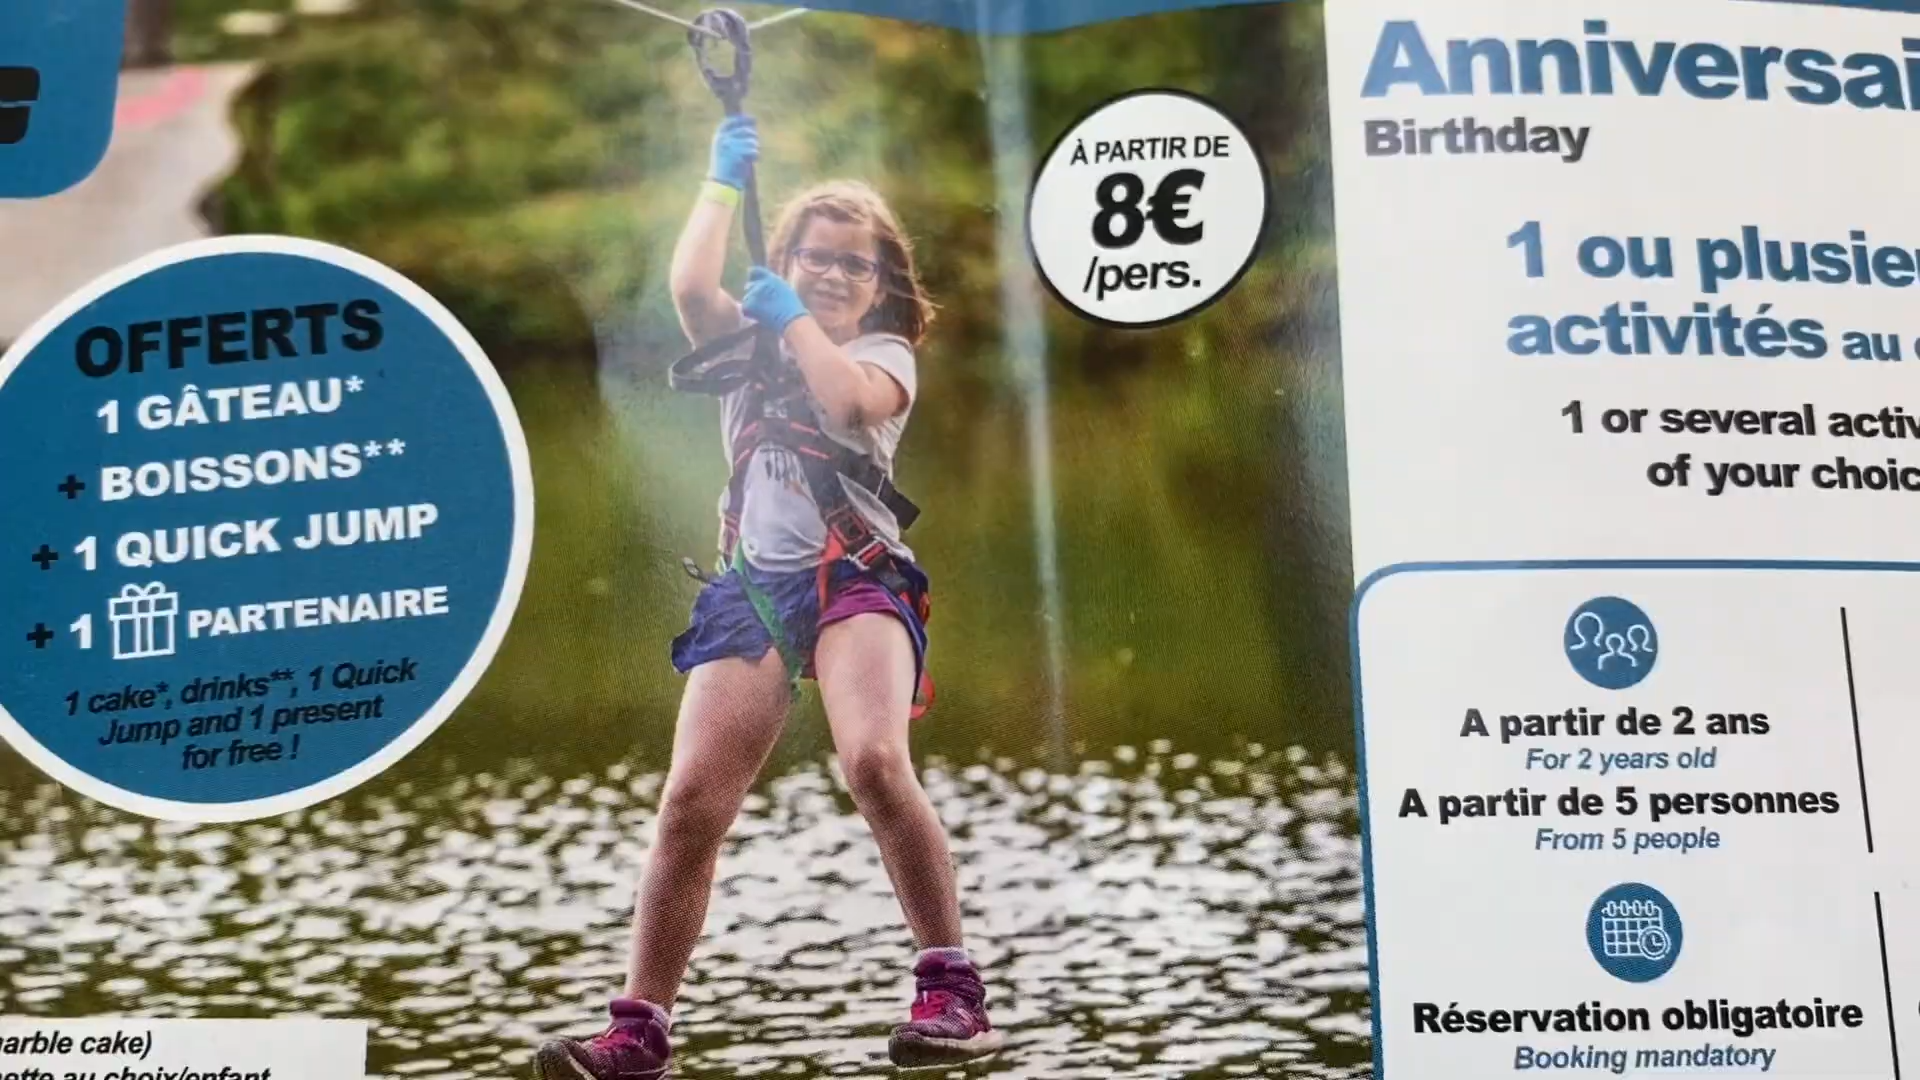 OFFERTS
1 GÂTEAU*
+ BOISSONS**
+ 1 QUICK JUMP
+ 1 PARTENAIRE
1 cake*, drinks**, 1 Quick
Jump and 1 present
for free !
arble cake)
au choix/enfant
À PARTIR DE
8€
/pers.
Anniversai
Birthday
1 ou plusie
activités au
1 or several activ
of your choic
A partir de 2 ans
For 2 years old
A partir de 5 personnes
From 5 people
Réservation obligatoire
Booking mandatory